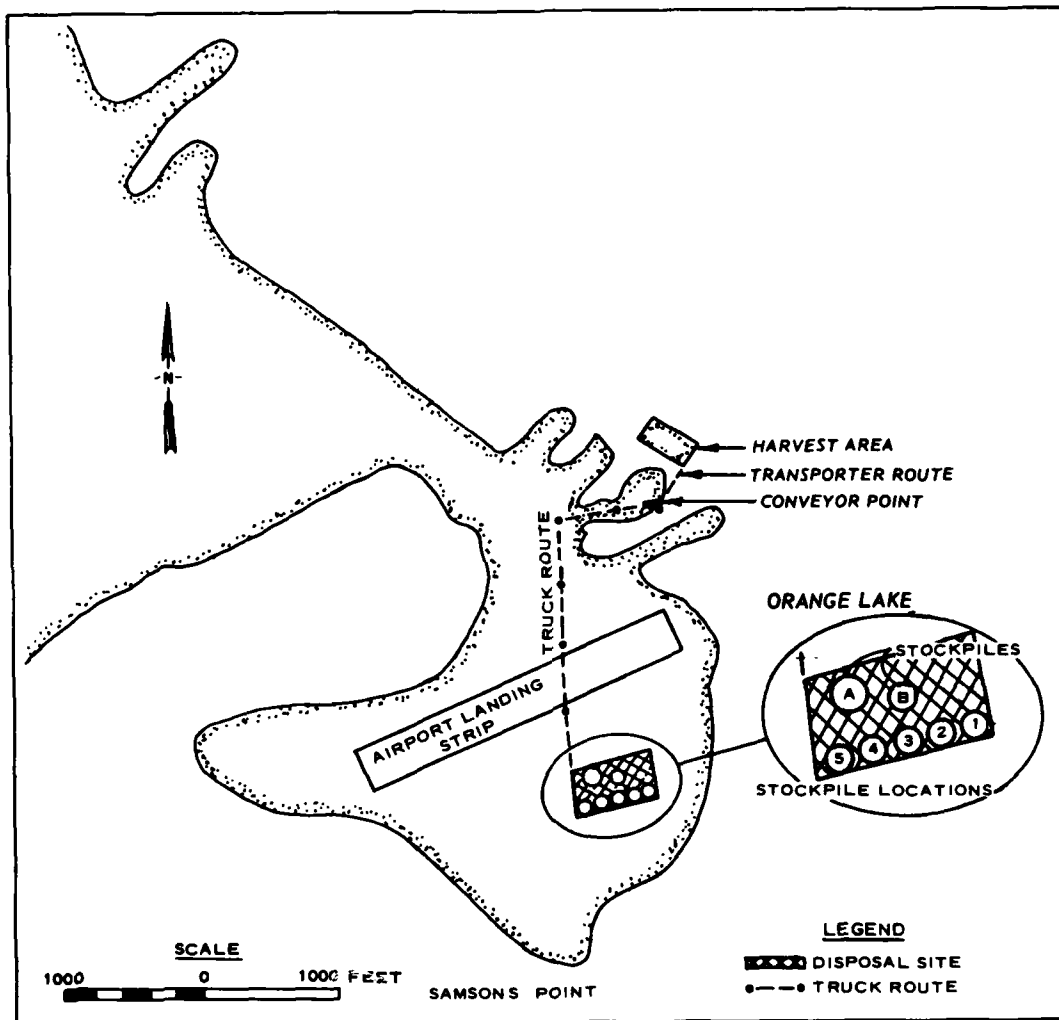 N
HARVEST AREA
TRANSPORTER ROUTE
CONVEYOR POINT
TRUCK ROUTE
ORANGE LAKE
STOCKPILES
A
B
AIRPORT LANDING
STRIP
5
4
3
2
1
STOCKPILE LOCATIONS
SCALE
1000
0
1000 FEET
SAMSONS POINT
LEGEND
DISPOSAL SITE
TRUCK ROUTE